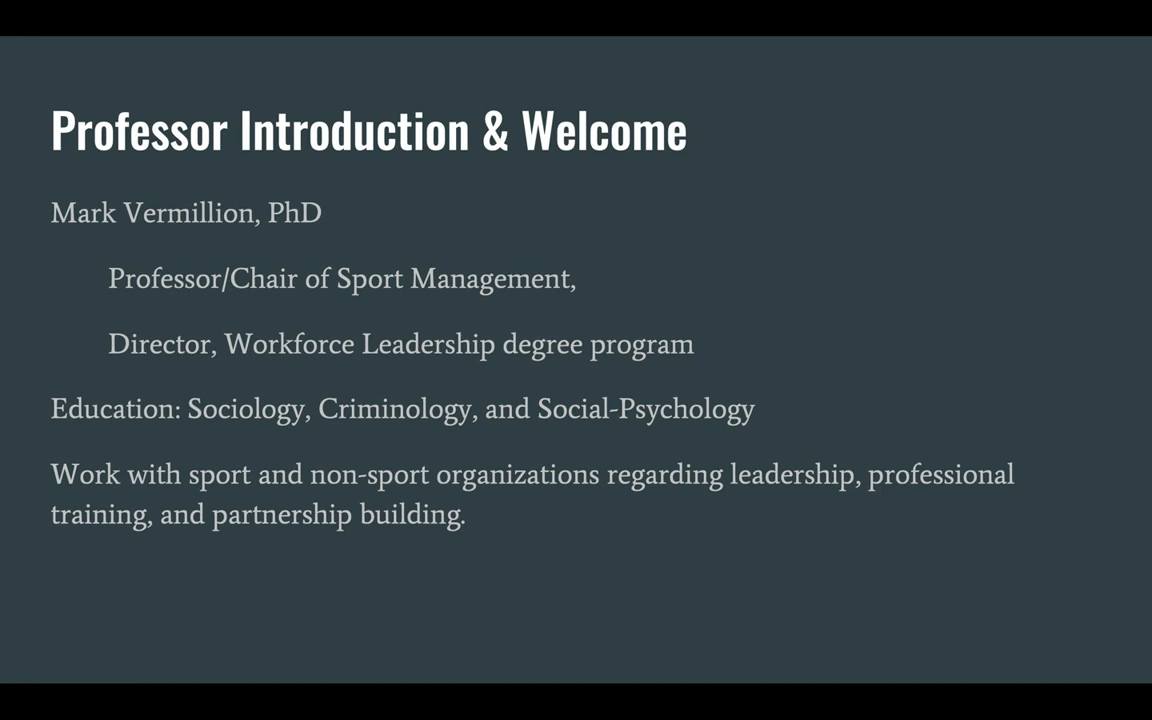 Professor Introduction & Welcome
Mark Vermillion, PhD
Professor/Chair of Sport Management,
Director, Workforce Leadership degree program
Education: Sociology, Criminology, and Social-Psychology
Work with sport and non-sport organizations regarding leadership, professional
training, and partnership building.